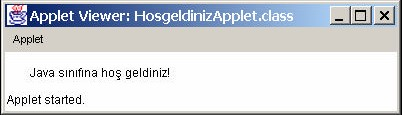 Applet Viewer: HosgeldinizApplet.class
Applet
Java sınıfına hoş geldiniz!
Applet started.